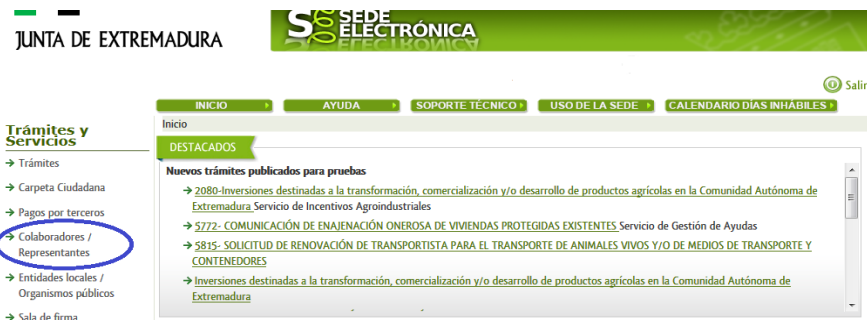 JUNTA DE EXTREMADURA
SEDE
ELECTRÓNICA
Salir
INICIO
AYUDA
SOPORTE TÉCNICO
USO DE LA SEDE
CALENDARIO DÍAS INHÁBILES
Trámites y
Servicios
Trámites
Carpeta Ciudadana
Pagos por terceros
Colaboradores /
Representantes
Entidades locales /
Organismos públicos
Sala de firma
Inicio
DESTACADOS
Nuevos trámites publicados para pruebas
2080-Inversiones destinadas a la transformación, comercialización y/o desarrollo de productos agrícolas en la Comunidad Autónoma de
Extremadura Servicio de Incentivos Agroindustriales
5772- COMUNICACIÓN DE ENAJENACIÓN ONEROSA DE VIVIENDAS PROTEGIDAS EXISTENTES Servicio de Gestión de Ayudas
5815- SOLICITUD DE RENOVACIÓN DE TRANSPORTISTA PARA EL TRANSPORTE DE ANIMALES VIVOS Y/O DE MEDIOS DE TRANSPORTE Y
CONTENEDORES
Inversiones destinadas a la transformación, comercialización y/o desarrollo de productos agrícolas en la Comunidad Autónoma de
Extremadura